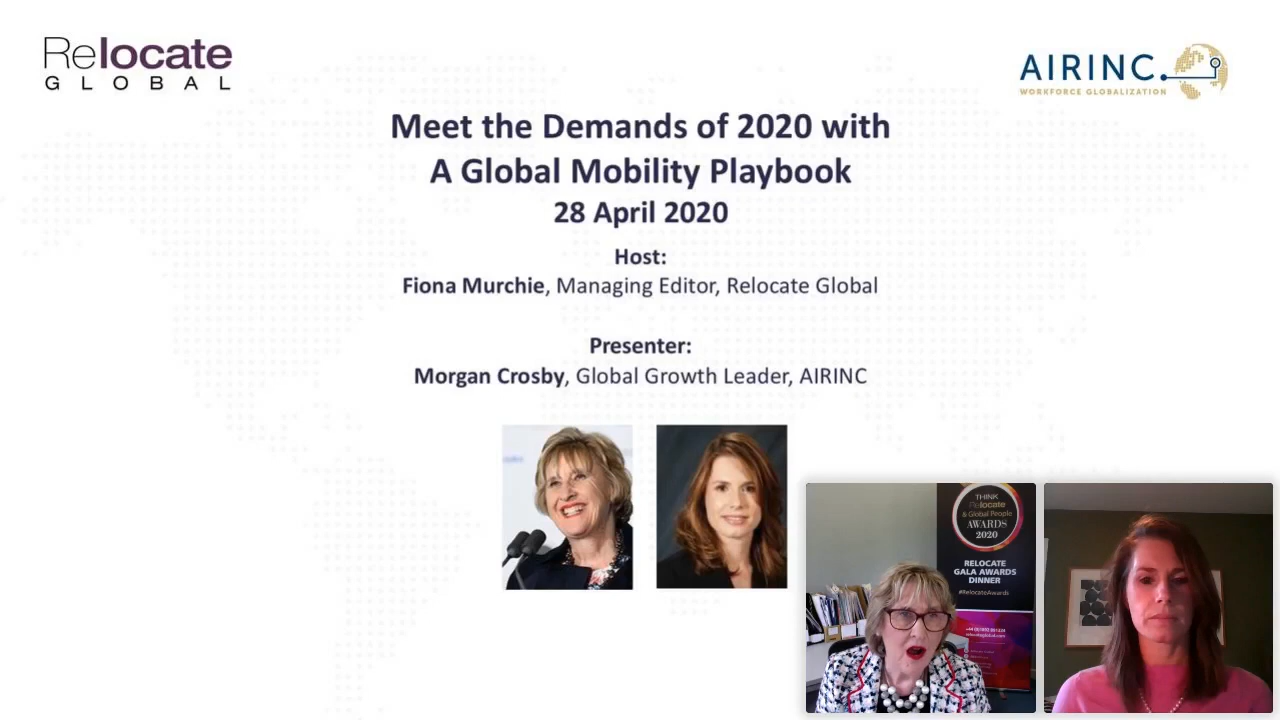 Relocate
GLOBAL
AIRINC.
WORKFORCE GLOBALIZATION
Meet the Demands of 2020 with
A Global Mobility Playbook
28 April 2020
Host:
Fiona Murchie, Managing Editor, Relocate Global
Presenter:
Morgan Crosby, Global Growth Leader, AIRINC
THINK
Relocate
& Global People
AWARDS
2020
RELOCATE
GALA AWARDS
DINNER
#RelocateAwards
relocateglobal.com